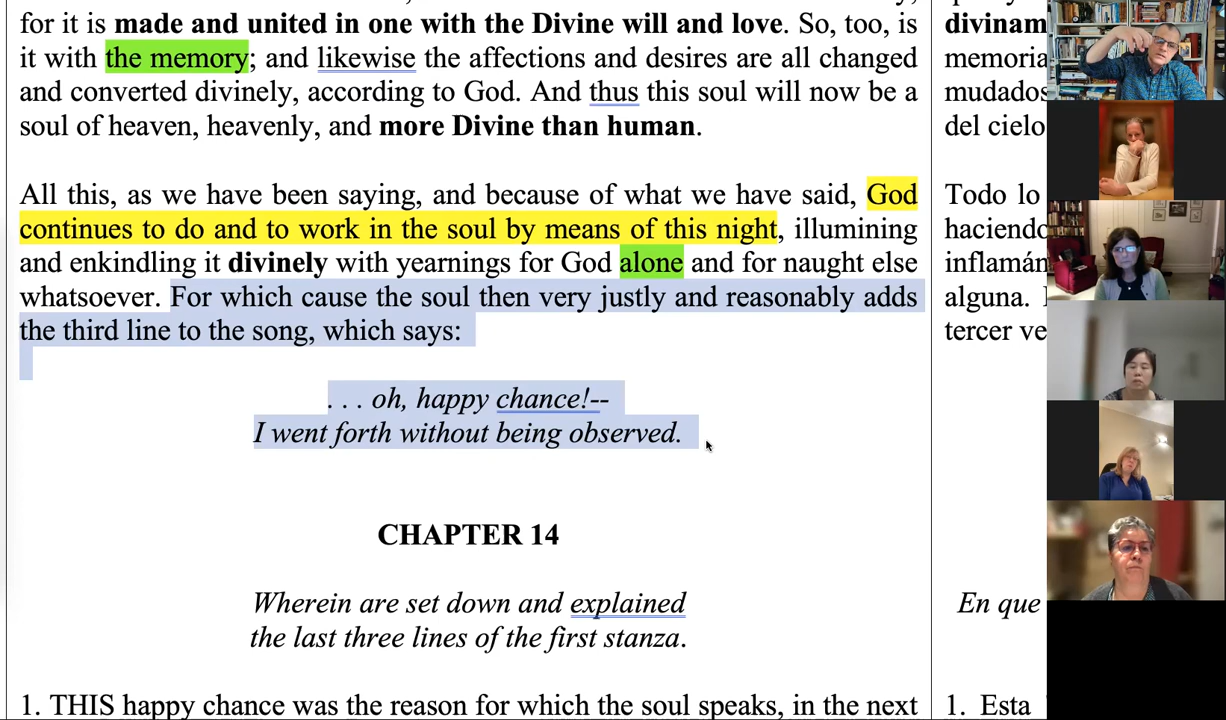 for it is made and united in one with the Divine will and love. So, too, is
it with the memory; and likewise the affections and desires are all changed
and converted divinely, according to God. And thus this soul will now be a
soul of heaven, heavenly, and more Divine than human.
All this, as we have been saying, and because of what we have said, God
continues to do and to work in the soul by means of this night, illumining
and enkindling it divinely with yearnings for God alone and for naught else
whatsoever. For which cause the soul then very justly and reasonably adds
the third line to the song, which says:
. . . oh, happy chance!--
I went forth without being observed.
CHAPTER 14
Wherein are set down and explained
the last three lines of the first stanza.
1. THIS happy chance was the reason for which the soul speaks, in the next
divinam
memoria
mudados
del cielo
Todo lo
haciendo
inflamán
alguna.
tercer ve
En que
1. Esta